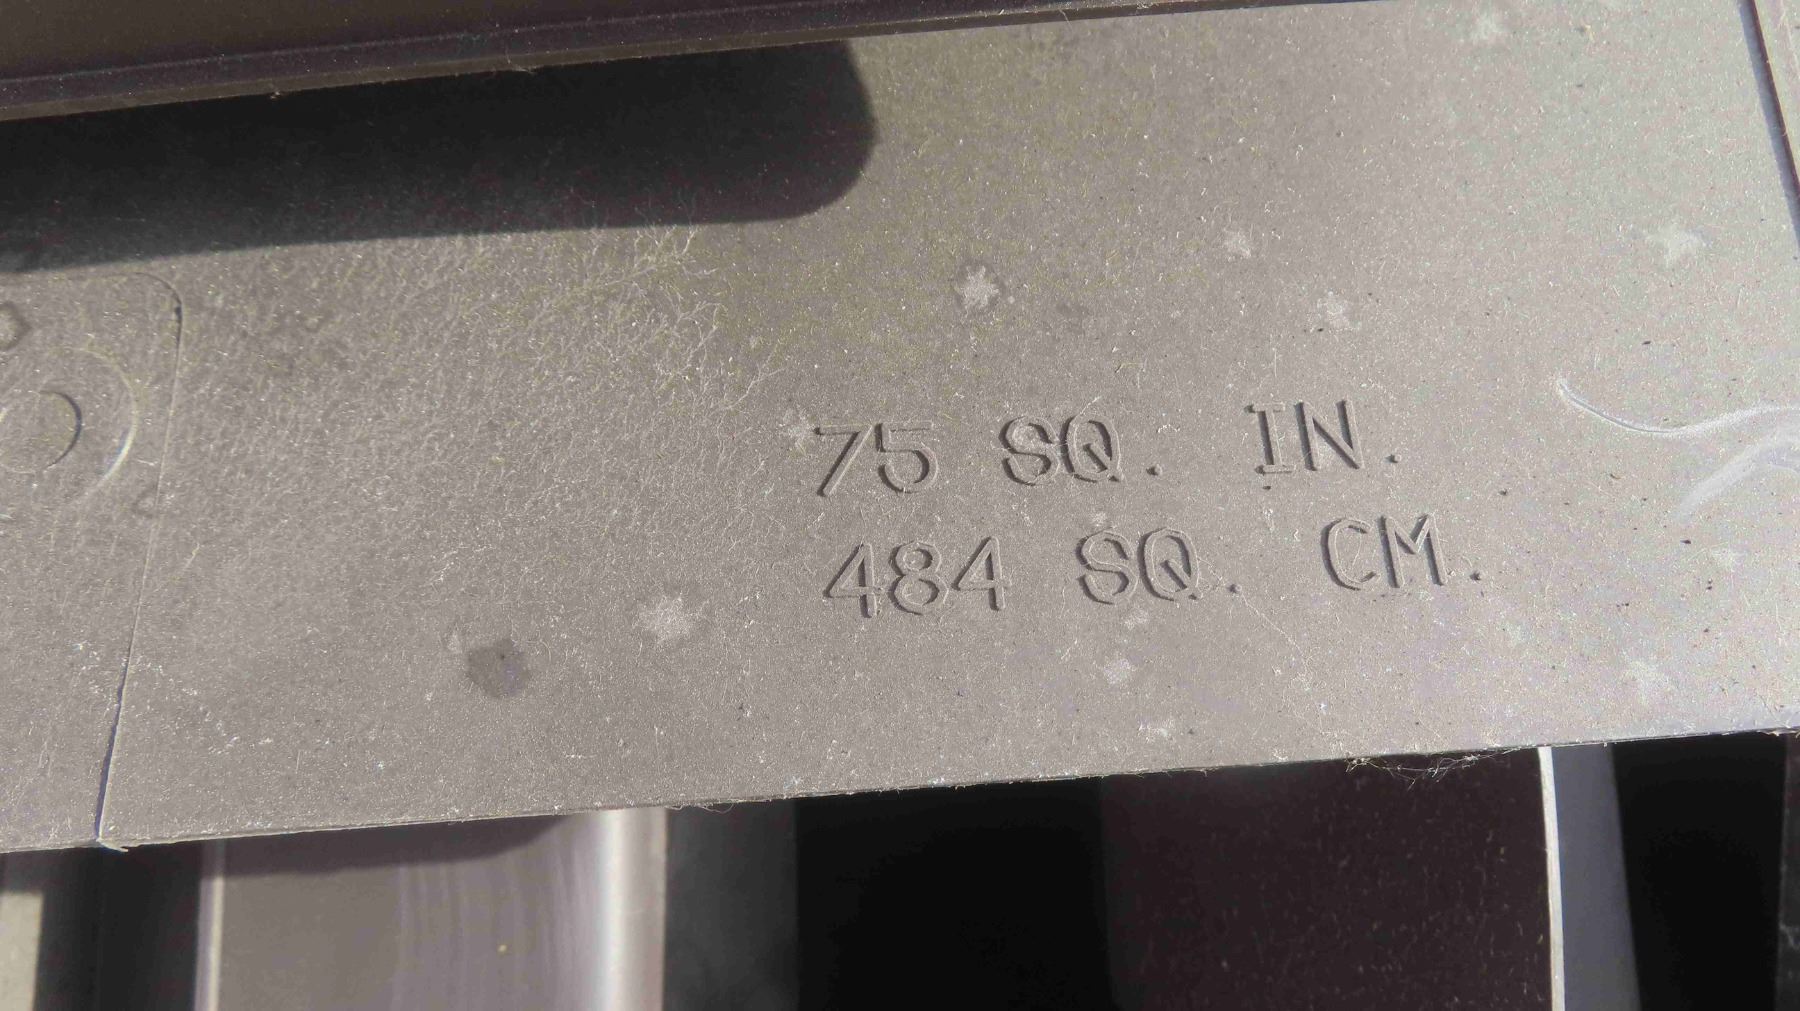 75 SQ. IN.
484 SQ. CM.